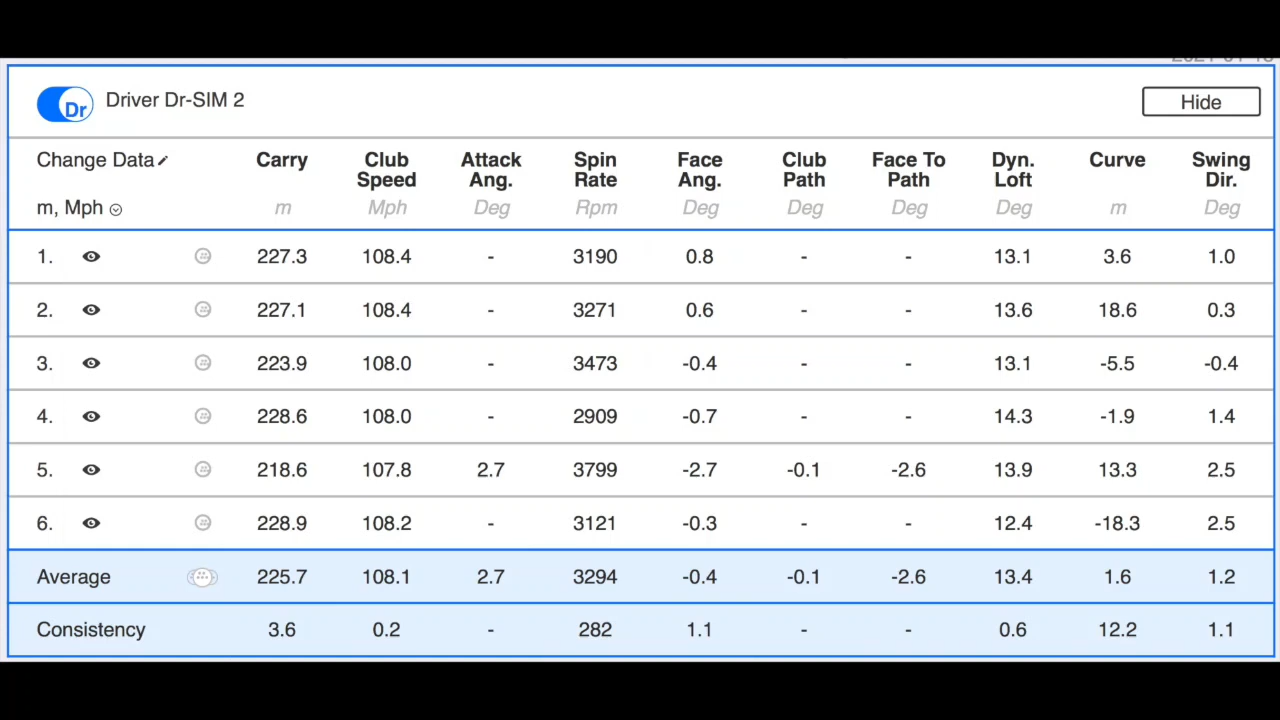 Dr Driver Dr-SIM 2 Hide
Change Data Carry Club Speed Attack Ang. Spin Rate Face Ang. Club Path Face To Path Dyn. Loft Curve Swing Dir.
m, Mph m Mph Deg Rpm Deg Deg Deg Deg m Deg
1. 227.3 108.4 - 3190 0.8 - - 13.1 3.6 1.0
2. 227.1 108.4 - 3271 0.6 - - 13.6 18.6 0.3
3. 223.9 108.0 - 3473 -0.4 - - 13.1 -5.5 -0.4
4. 228.6 108.0 - 2909 -0.7 - - 14.3 -1.9 1.4
5. 218.6 107.8 2.7 3799 -2.7 -0.1 -2.6 13.9 13.3 2.5
6. 228.9 108.2 - 3121 -0.3 - - 12.4 -18.3 2.5
Average 225.7 108.1 2.7 3294 -0.4 -0.1 -2.6 13.4 1.6 1.2
Consistency 3.6 0.2 - 282 1.1 - - 0.6 12.2 1.1